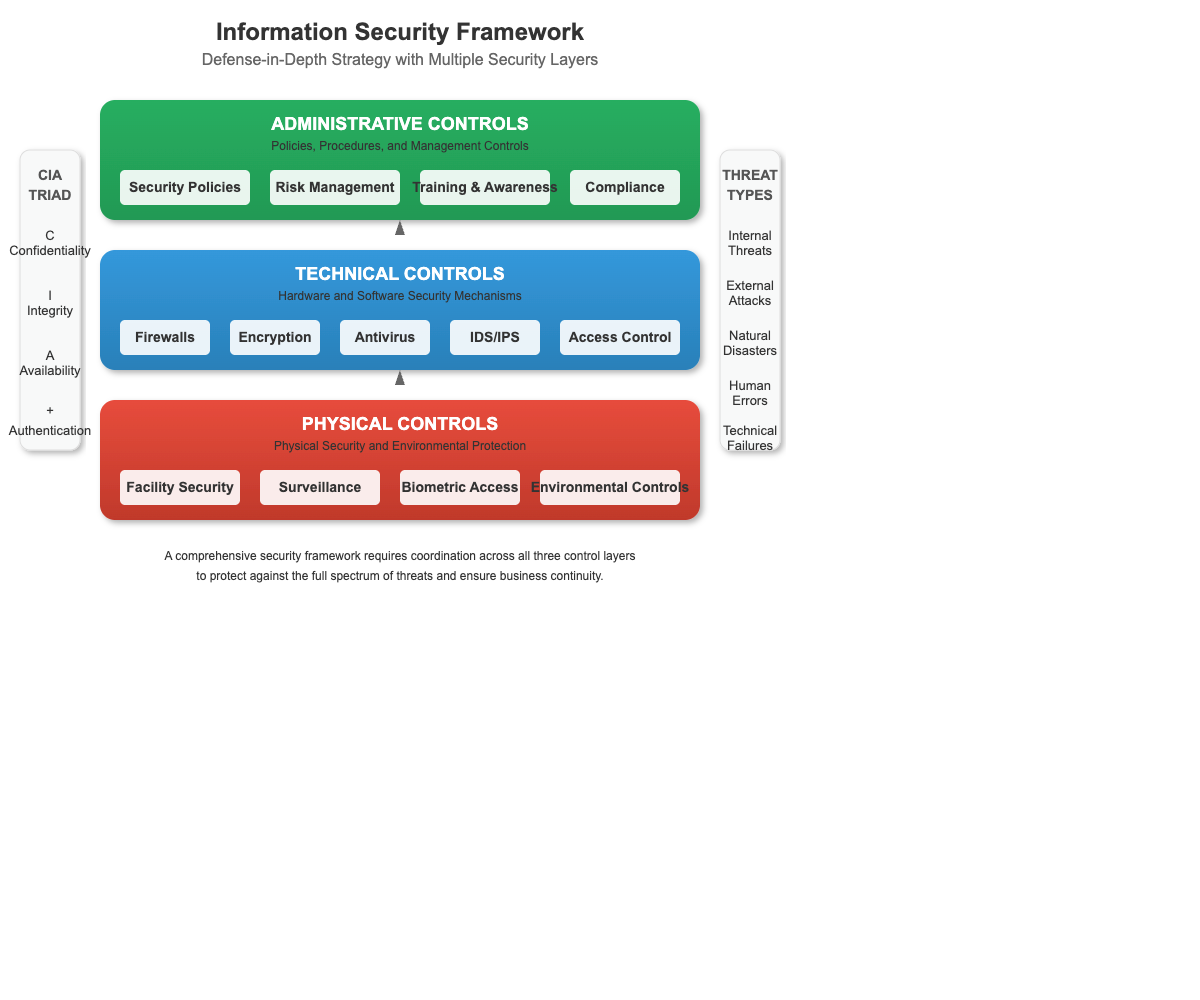 Information Security Framework
Defense-in-Depth Strategy with Multiple Security Layers
CIA
TRIAD
C
Confidentiality
I
Integrity
A
Availability
+
Authentication
ADMINISTRATIVE CONTROLS
Policies, Procedures, and Management Controls
Security Policies
Risk Management
Training & Awareness
Compliance
TECHNICAL CONTROLS
Hardware and Software Security Mechanisms
Firewalls
Encryption
Antivirus
IDS/IPS
Access Control
PHYSICAL CONTROLS
Physical Security and Environmental Protection
Facility Security
Surveillance
Biometric Access
Environmental Controls
THREAT
TYPES
Internal
Threats
External
Attacks
Natural
Disasters
Human
Errors
Technical
Failures
A comprehensive security framework requires coordination across all three control layers
to protect against the full spectrum of threats and ensure business continuity.